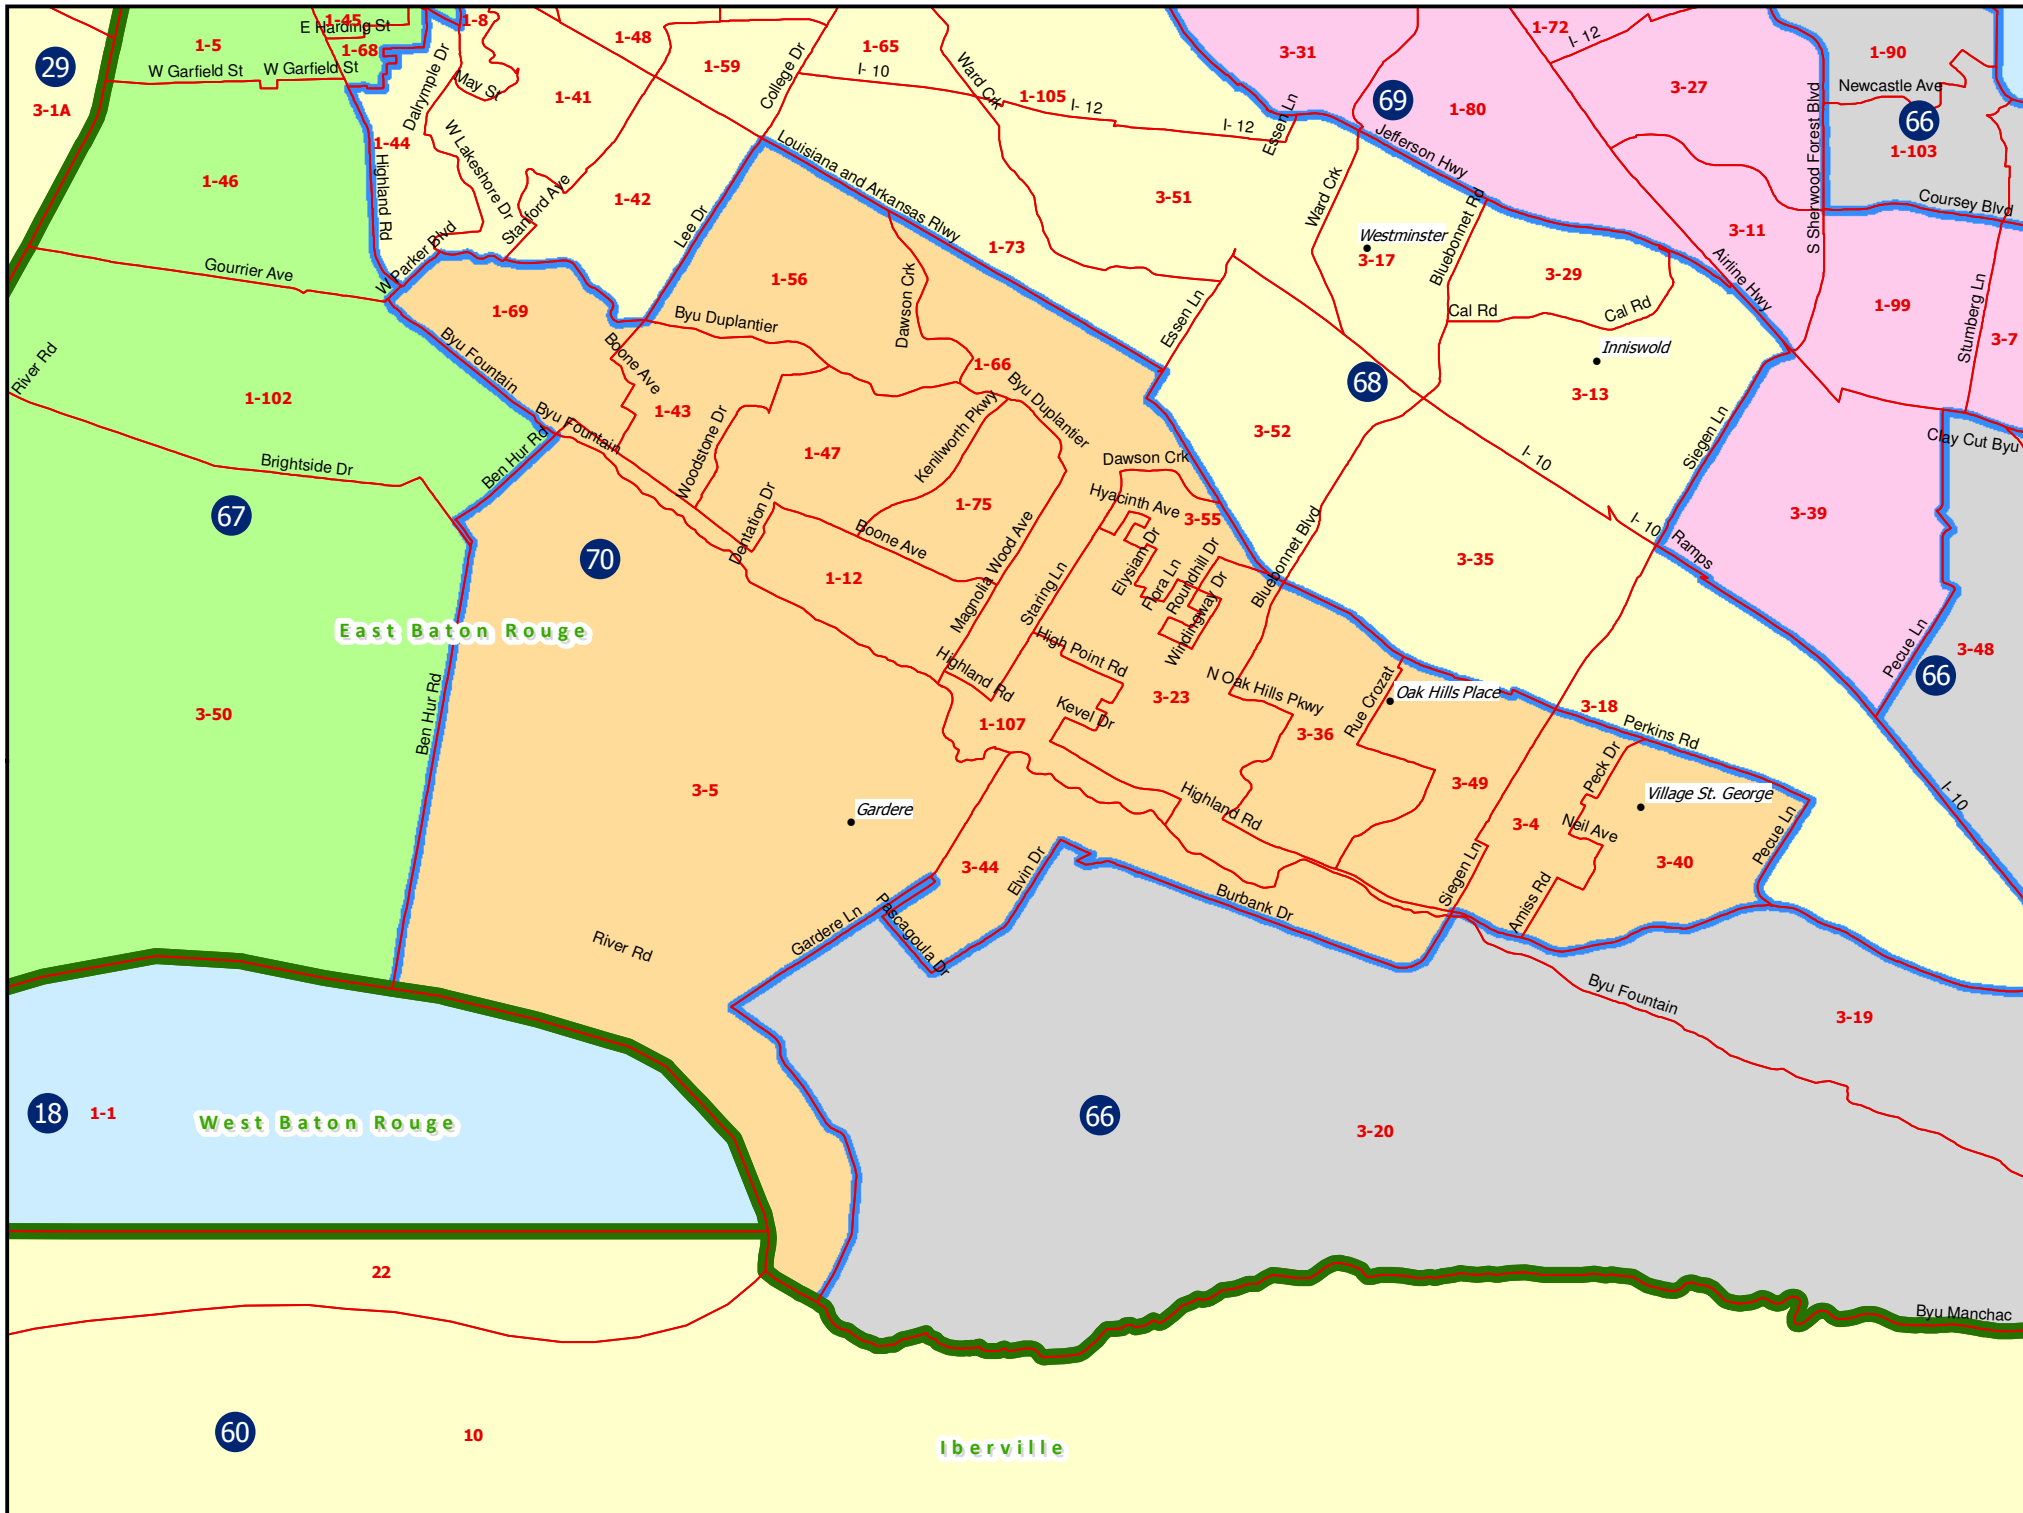 1-45
1-8
E Harding St
1-5
1-68
1-48
1-65
3-31
1-72
I- 12
1-90
29
3-1A
W Garfield St
W Garfield St
Dalrymple Dr
May St
1-41
1-59
College Dr
I- 10
Ward Crk
1-105
I- 12
I- 12
Essen Ln
69
1-80
3-27
S Sherwood Forest Blvd
Newcastle Ave
66
1-103
1-44
Highland Rd
W Lakeshore Dr
Louisiana and Arkansas Rlwy
Jefferson Hwy
1-46
1-42
Stanford Ave
Lee Dr
3-51
Ward Crk
Bluebonnet Rd
Coursey Blvd
Westminster
3-17
3-11
1-73
Gourrier Ave
W Parker Blvd
1-56
Dawson Crk
3-29
Airline Hwy
1-69
Byu Duplantier
Essen Ln
Cal Rd
Cal Rd
1-99
Stumberg Ln
3-7
Byu Fountain
Boone Ave
Inniswold
River Rd
1-66
Byu Duplantier
68
3-13
1-102
1-43
Byu Fountain
Woodstone Dr
Kenilworth Pkwy
3-52
Siegen Ln
Clay Cut Byu
Ben Hur Rd
1-47
Dawson Crk
I- 10
Brightside Dr
Hyacinth Ave
1-75
3-55
67
Dentation Dr
Boone Ave
Magnolia Wood Ave
3-39
I- 10
Ramps
70
1-12
Staring Ln
Elysian Dr
Flora Ln
Roundhill Dr
Windingway Dr
Bluebonnet Blvd
3-35
East Baton Rouge
High Point Rd
Pecue Ln
3-48
66
Highland Rd
N Oak Hills Pkwy
Oak Hills Place
Rue Crozat
3-50
Ben Hur Rd
Kevel Dr
3-23
1-107
3-36
3-18
Perkins Rd
3-5
3-49
Peck Dr
Village St. George
I- 10
Gardere
Highland Rd
3-4
Neil Ave
Pecue Ln
3-44
Elvin Dr
3-40
Siegen Ln
Amiss Rd
Burbank Dr
Gardere Ln
Pascagoula Dr
River Rd
Byu Fountain
3-19
18
1-1
West Baton Rouge
66
3-20
22
Byu Manchac
60
10
Iberville